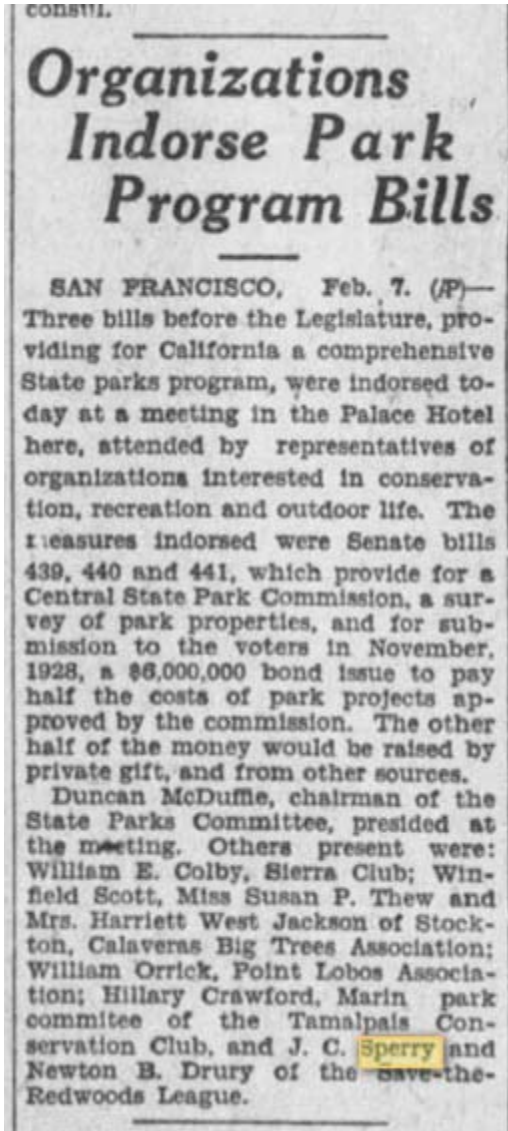 consul.
Organizations
Indorse Park
Program Bills
SAN FRANCISCO, Feb. 7. (AP)—
Three bills before the Legislature, pro-
viding for California a comprehensive
State parks program, were indorsed to-
day at a meeting in the Palace Hotel
here, attended by representatives of
organizations interested in conserva-
tion, recreation and outdoor life. The
measures indorsed were Senate bills
439, 440 and 441, which provide for a
Central State Park Commission, a sur-
vey of park properties, and for sub-
mission to the voters in November,
1928, a $6,000,000 bond issue to pay
half the costs of park projects ap-
proved by the commission. The other
half of the money would be raised by
private gift, and from other sources.
Duncan McDuffie, chairman of the
State Parks Committee, presided at
the meeting. Others present were:
William E. Colby, Sierra Club; Win-
field Scott, Miss Susan P. Thew and
Mrs. Harriett West Jackson of Stock-
ton, Calaveras Big Trees Association;
William Orrick, Point Lobos Associa-
tion; Hillary Crawford, Marin park
commitee of the Tamalpais Con-
servation Club, and J. C. Sperry and
Newton B. Drury of the Save-the-
Redwoods League.